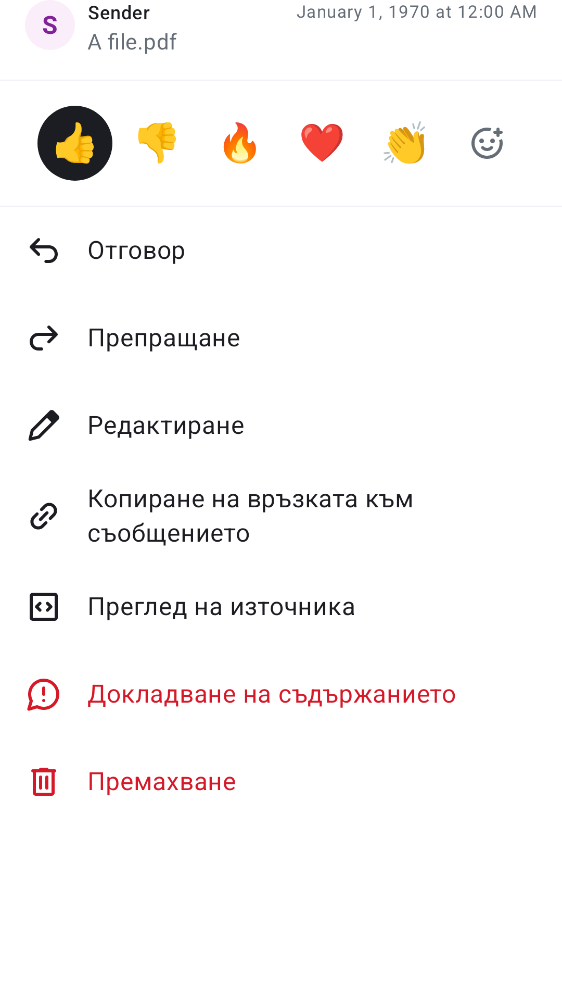 S
Sender
January 1, 1970 at 12:00 AM
A file.pdf
Отговор
Препращане
Редактиране
Копиране на връзката към
съобщението
Преглед на източника
Докладване на съдържанието
Премахване